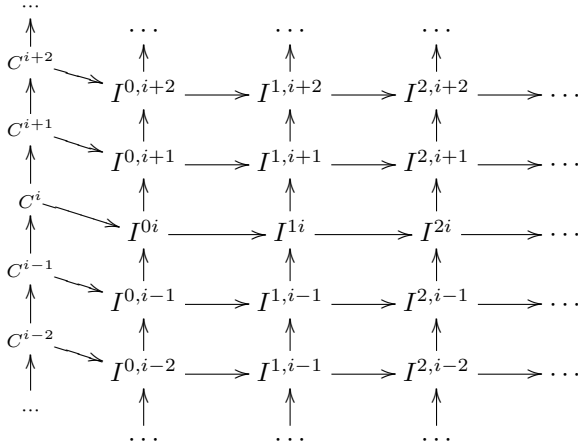 ... ⋯ ⋯ ⋯
C^{i+2}
I^{0,i+2} I^{1,i+2} I^{2,i+2} ⋯
C^{i+1}
I^{0,i+1} I^{1,i+1} I^{2,i+1} ⋯
C^{i}
I^{0i} I^{1i} I^{2i} ⋯
C^{i-1}
I^{0,i-1} I^{1,i-1} I^{2,i-1} ⋯
C^{i-2}
I^{0,i-2} I^{1,i-1} I^{2,i-2} ⋯
...
⋯ ⋯ ⋯